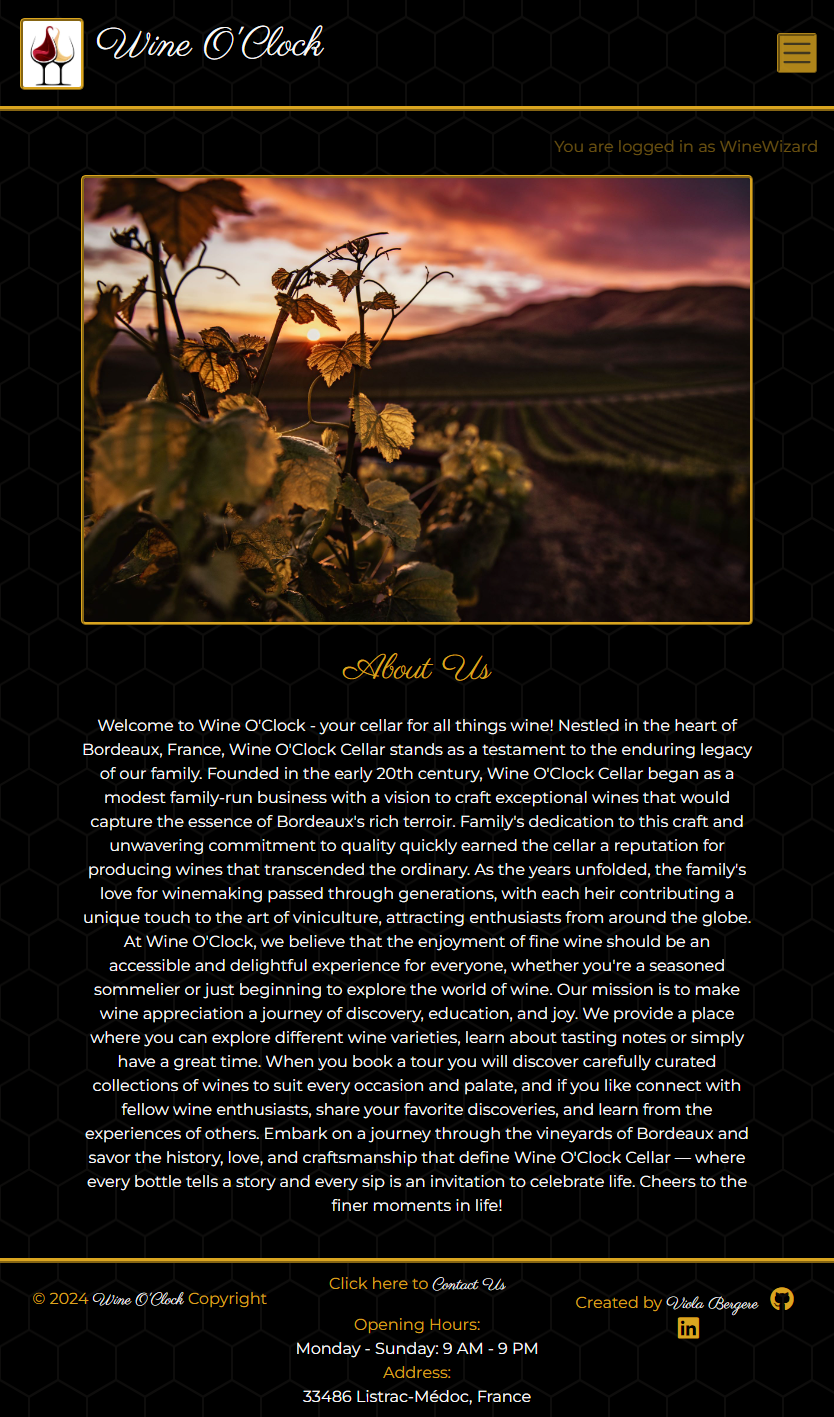 Wine O'Clock
You are logged in as WineWizard
About Us
Welcome to Wine O'Clock - your cellar for all things wine! Nestled in the heart of
Bordeaux, France, Wine O'Clock Cellar stands as a testament to the enduring legacy
of our family. Founded in the early 20th century, Wine O'Clock Cellar began as a
modest family-run business with a vision to craft exceptional wines that would
capture the essence of Bordeaux's rich terroir. Family's dedication to this craft and
unwavering commitment to quality quickly earned the cellar a reputation for
producing wines that transcended the ordinary. As the years unfolded, the family's
love for winemaking passed through generations, with each heir contributing a
unique touch to the art of viniculture, attracting enthusiasts from around the globe.
At Wine O'Clock, we believe that the enjoyment of fine wine should be an
accessible and delightful experience for everyone, whether you're a seasoned
sommelier or just beginning to explore the world of wine. Our mission is to make
wine appreciation a journey of discovery, education, and joy. We provide a place
where you can explore different wine varieties, learn about tasting notes or simply
have a great time. When you book a tour you will discover carefully curated
collections of wines to suit every occasion and palate, and if you like connect with
fellow wine enthusiasts, share your favorite discoveries, and learn from the
experiences of others. Embark on a journey through the vineyards of Bordeaux and
savor the history, love, and craftsmanship that define Wine O'Clock Cellar — where
every bottle tells a story and every sip is an invitation to celebrate life. Cheers to the
finer moments in life!
© 2024 Wine O'Clock Copyright
Click here to Contact Us
Opening Hours:
Monday - Sunday: 9 AM - 9 PM
Address:
33486 Listrac-Médoc, France
Created by Viola Bergere
in